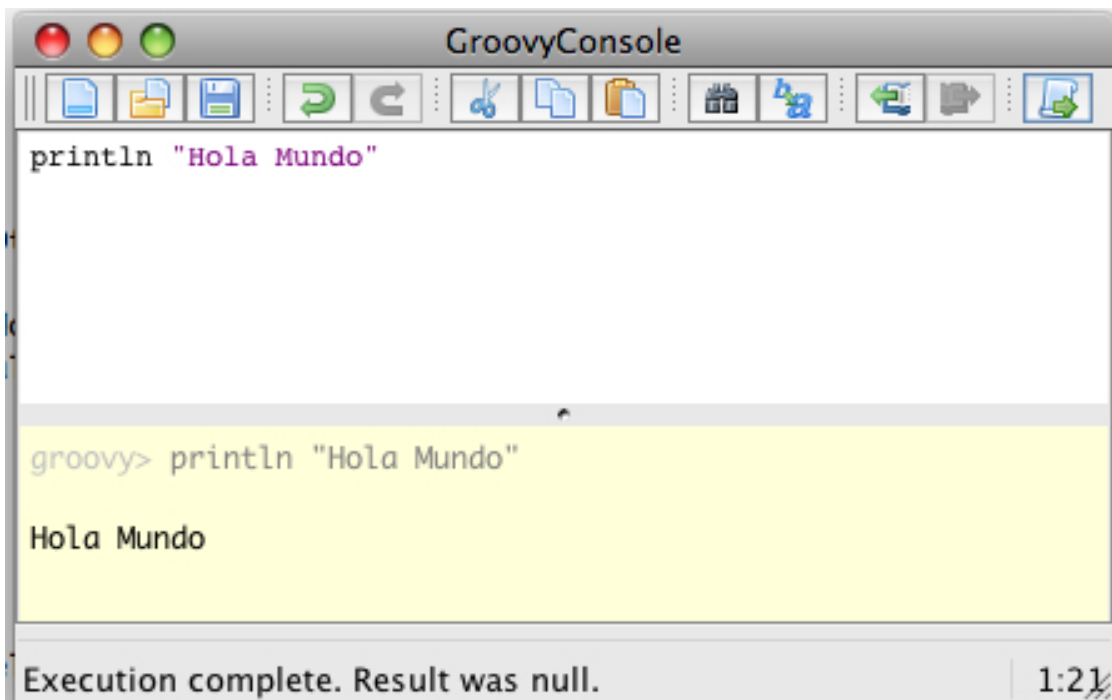 GroovyConsole
println "Hola Mundo"
groovy> println "Hola Mundo"
Hola Mundo
Execution complete. Result was null.
1:21